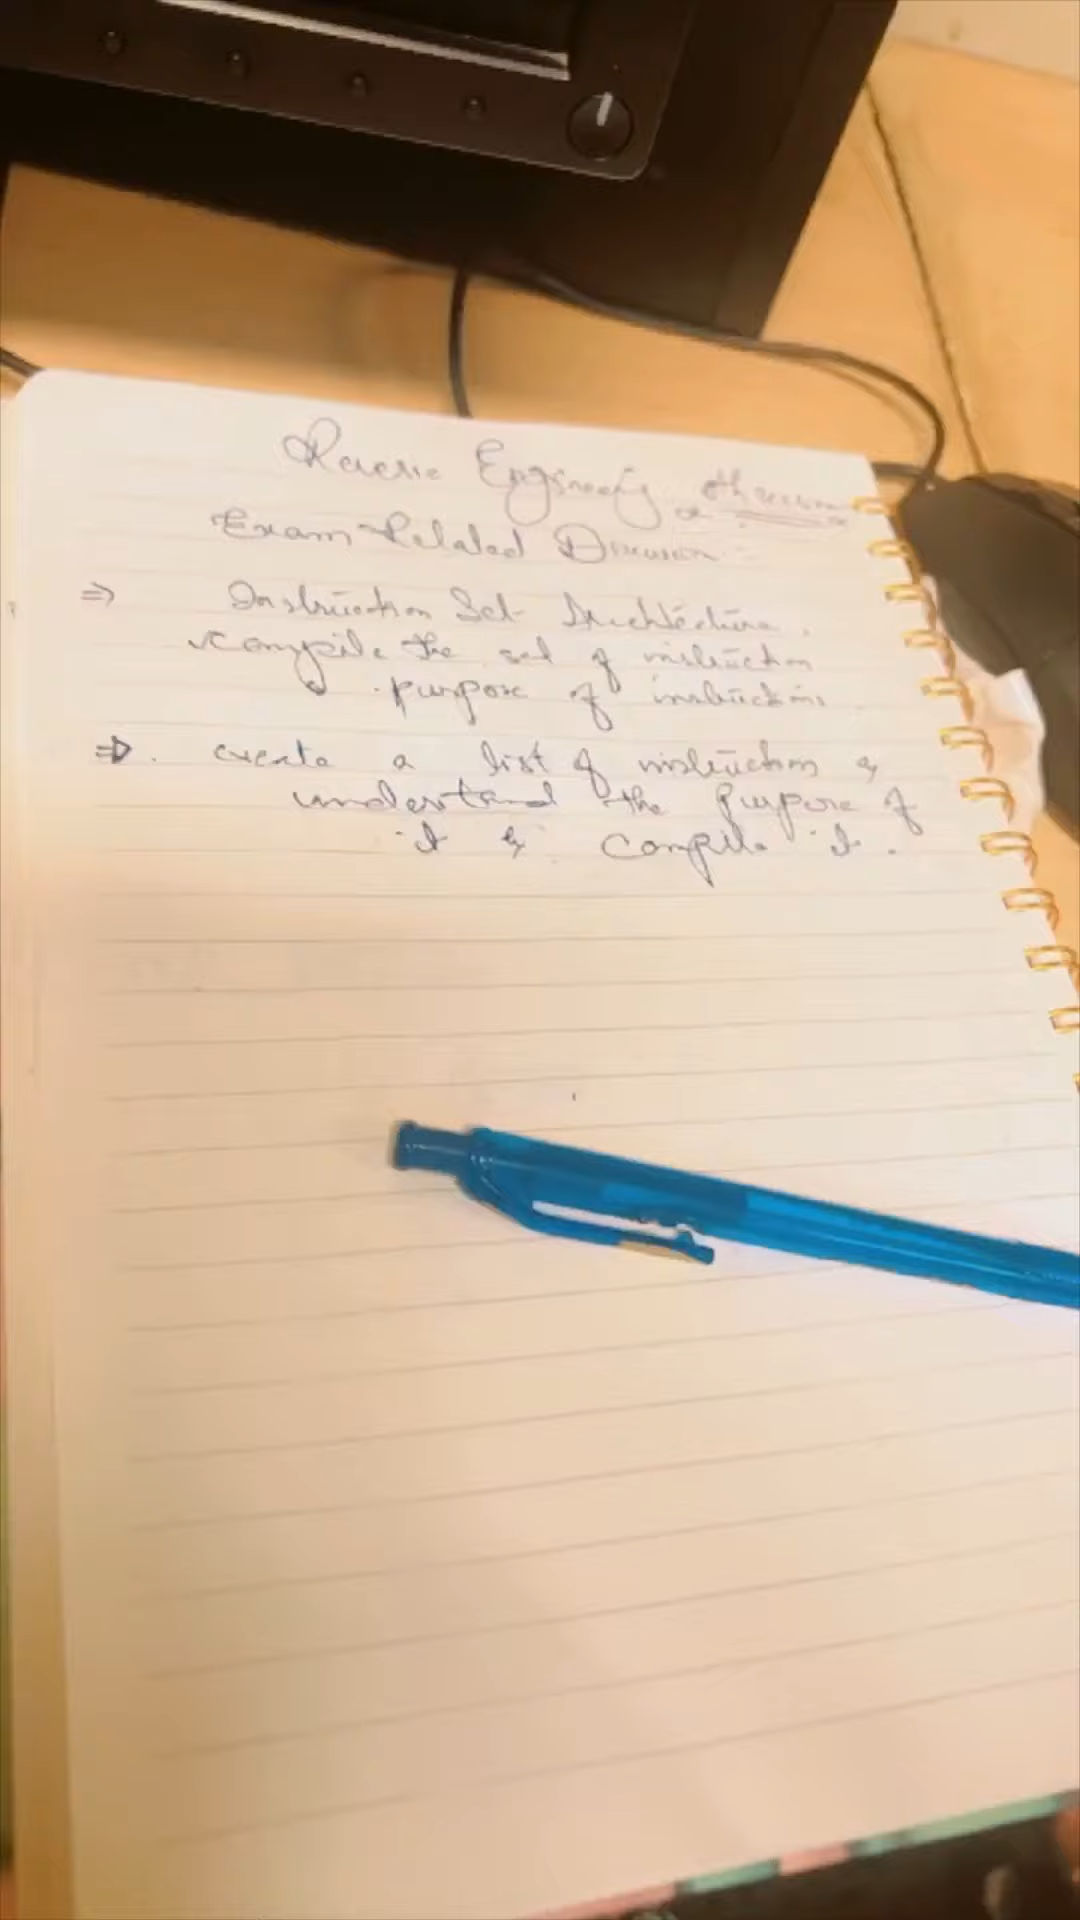 Reverse Engineering
Exam Related Discussion :-
⇒ Instruction Set Architecture.
compile the set of instruction
purpose of instructions
⇒. create a list of instructions &
understand the purpose of
it & compile it.